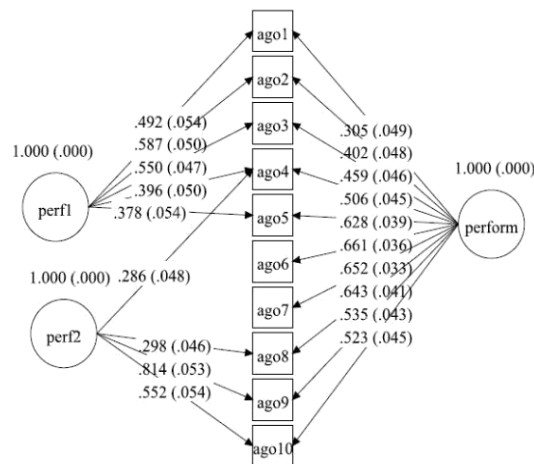 ago1
ago2
.492 (.054)
.305 (.049)
.587 (.050)
ago3
.402 (.048)
1.000 (.000)
.550 (.047)
.459 (.046)
1.000 (.000)
.396 (.050)
ago4
.506 (.045)
perf1
.378 (.054)
ago5
.628 (.039)
perform
.661 (.036)
ago6
.652 (.033)
1.000 (.000)
.286 (.048)
.643 (.041)
ago7
.535 (.043)
perf2
.298 (.046)
ago8
.523 (.045)
.814 (.053)
.552 (.054)
ago9
ago10